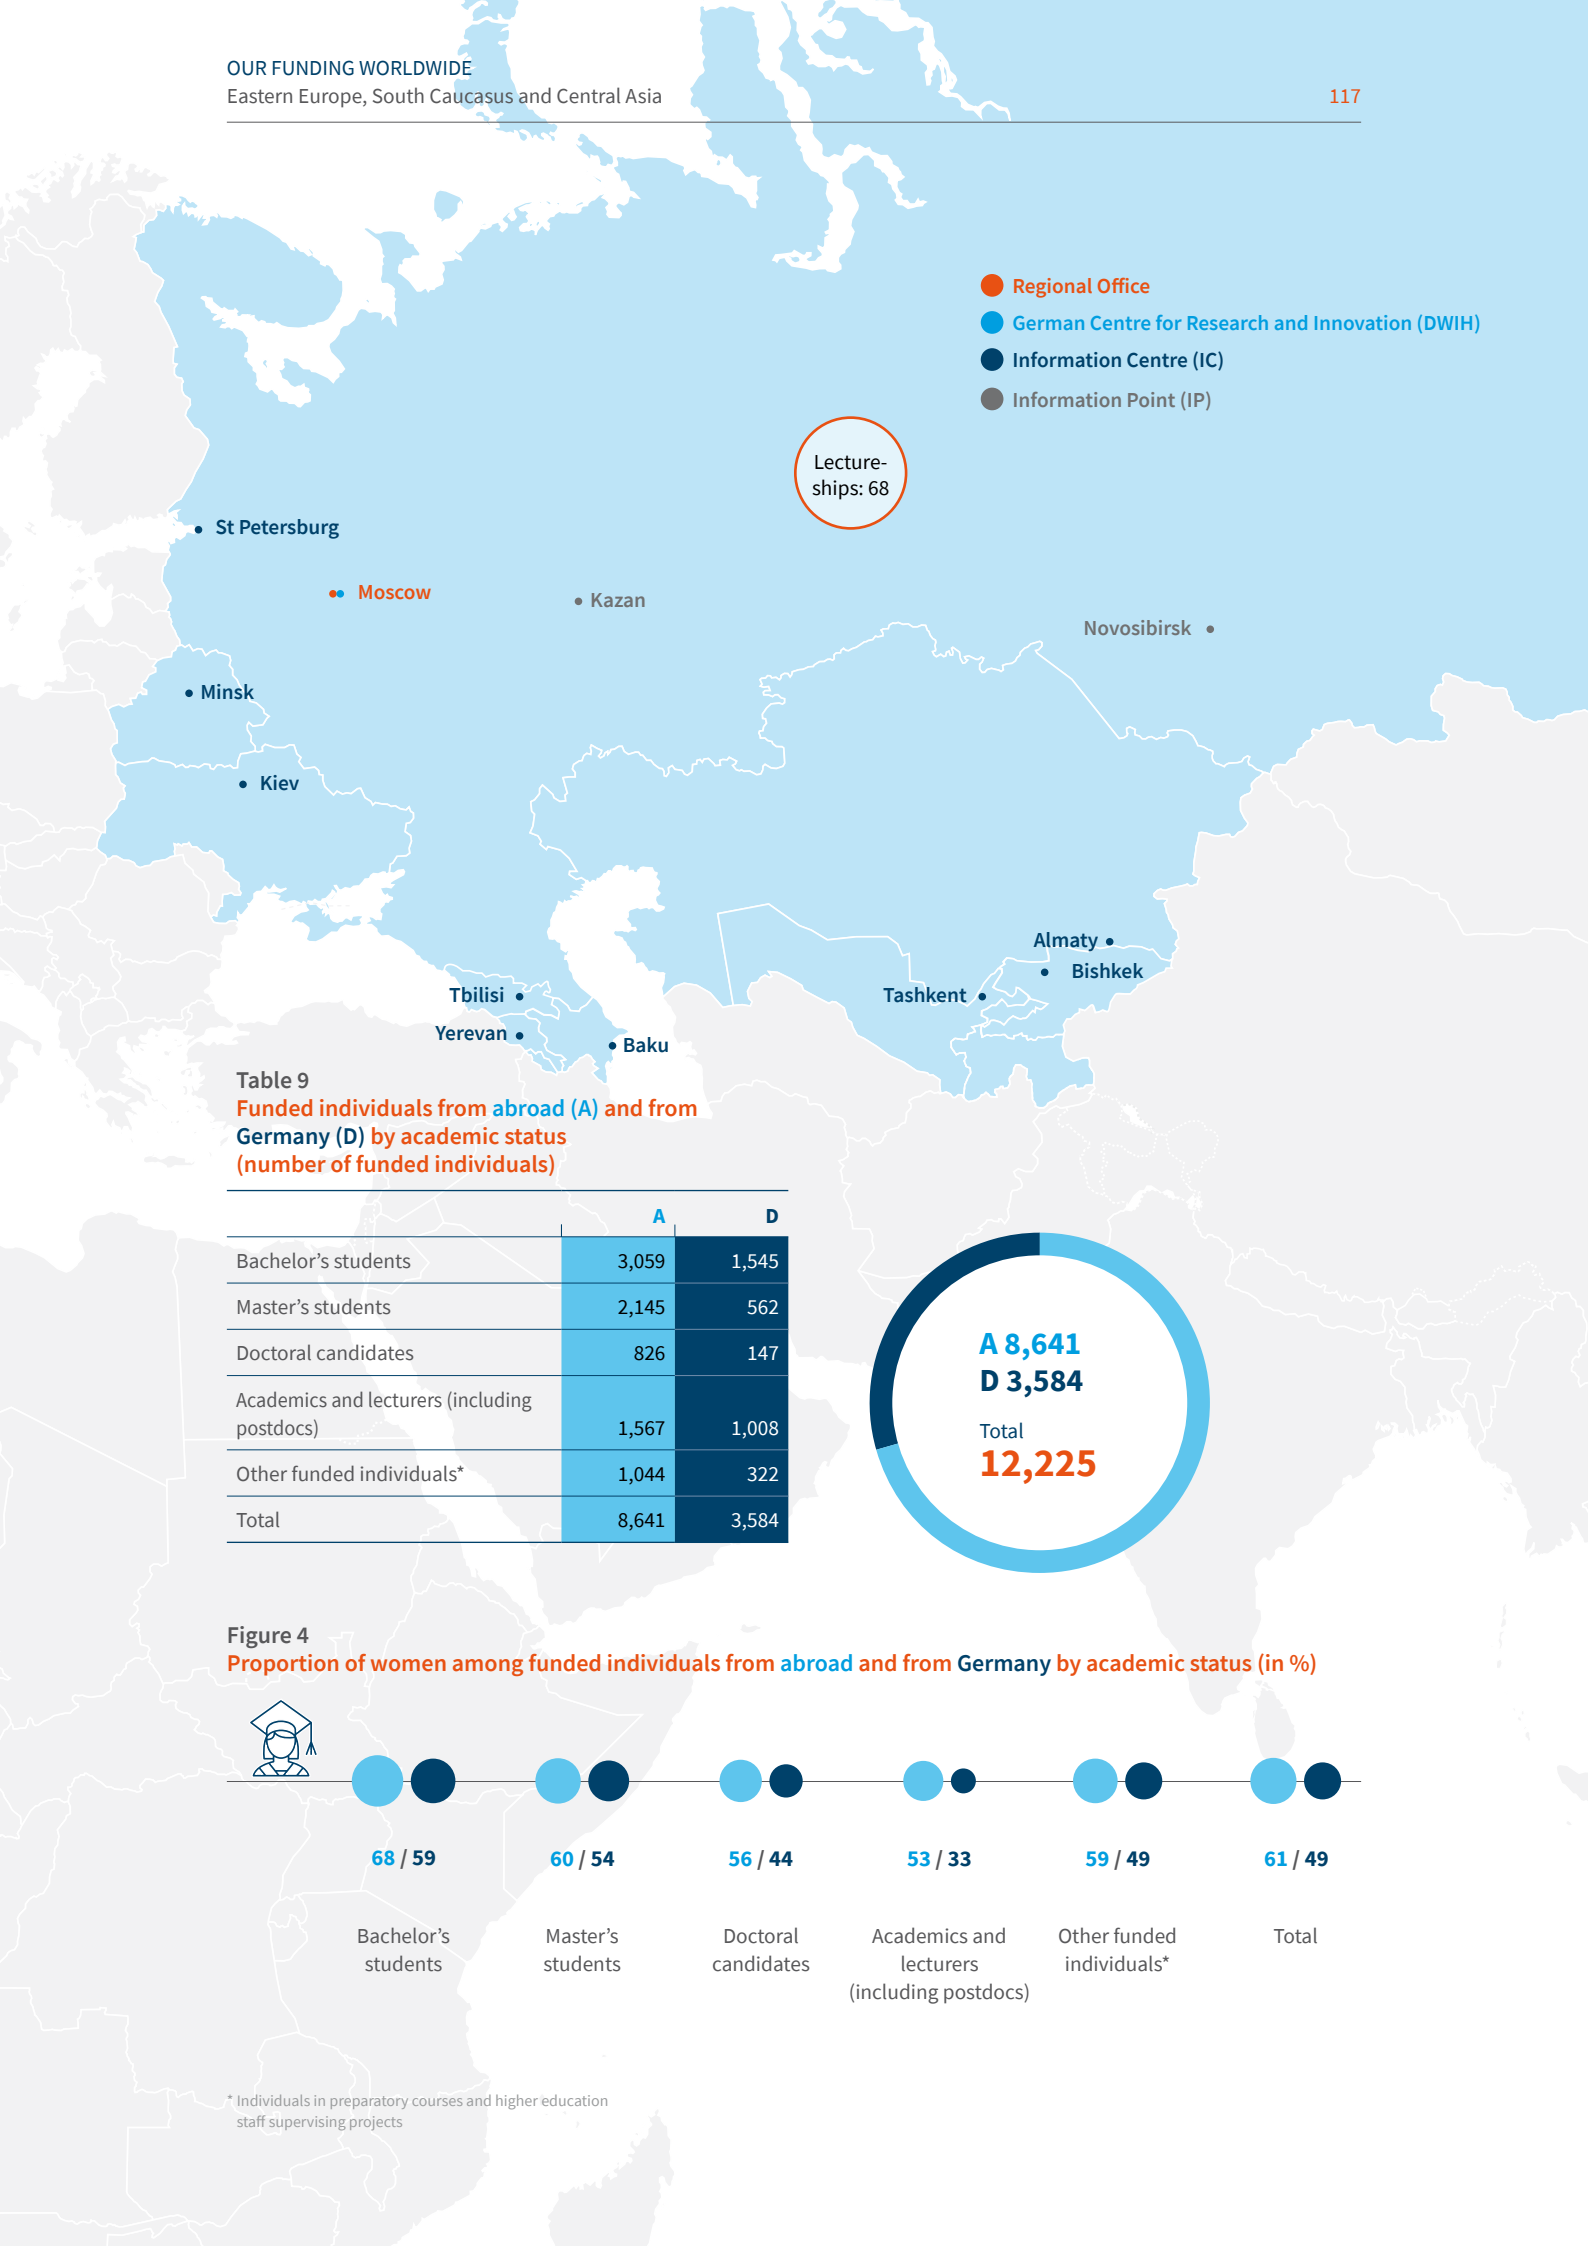 OUR FUNDING WORLDWIDE
Eastern Europe, South Caucasus and Central Asia
117
Regional Office
German Centre for Research and Innovation (DWIH)
Information Centre (IC)
Information Point (IP)
Lecture-
ships: 68
St Petersburg
Moscow
Kazan
Novosibirsk
Minsk
Kiev
Almaty
Bishkek
Tashkent
Tbilisi
Yerevan
Baku
Table 9
Funded individuals from abroad (A) and from
Germany (D) by academic status
(number of funded individuals)
A D
Bachelor’s students 3,059 1,545
Master’s students 2,145 562
Doctoral candidates 826 147
Academics and lecturers (including
postdocs) 1,567 1,008
Other funded individuals* 1,044 322
Total 8,641 3,584
A 8,641
D 3,584
Total
12,225
Figure 4
Proportion of women among funded individuals from abroad and from Germany by academic status (in %)
68 / 59 60 / 54 56 / 44 53 / 33 59 / 49 61 / 49
Bachelor’s
students
Master’s
students
Doctoral
candidates
Academics and
lecturers
(including postdocs)
Other funded
individuals*
Total
* Individuals in preparatory courses and higher education
staff supervising projects